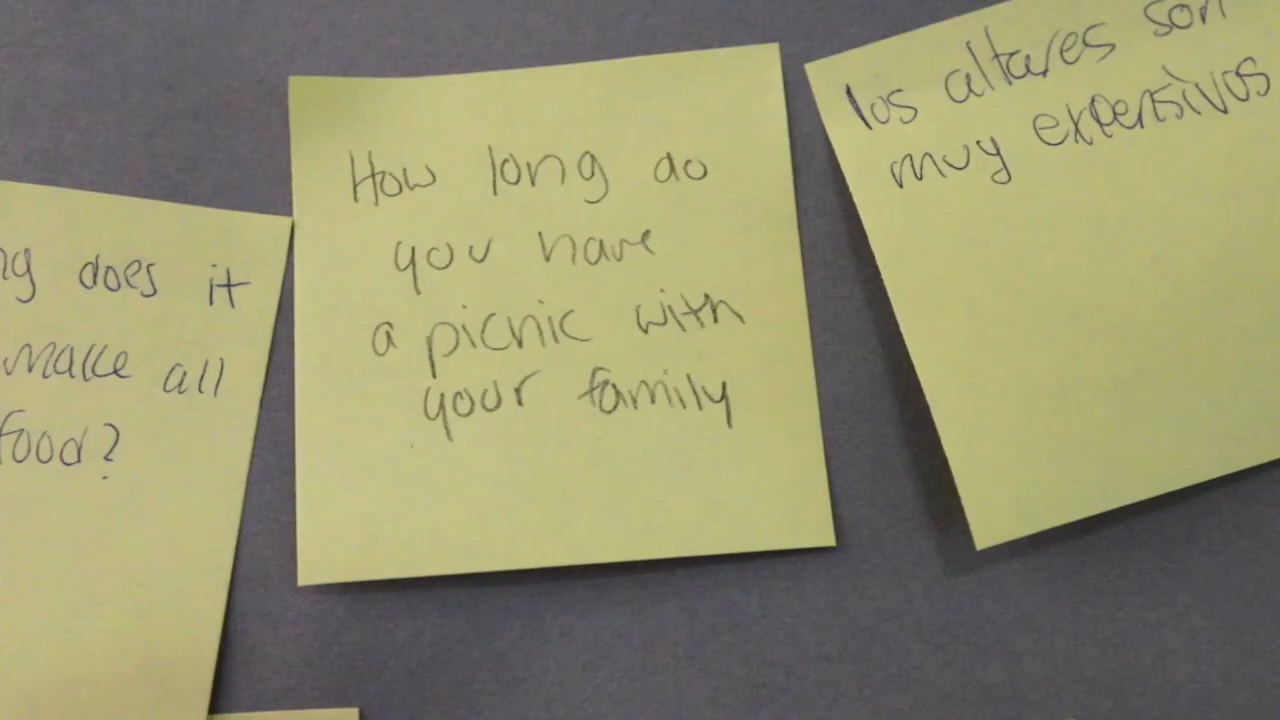 does it
make all
food?
How long do
you have
a picnic with
your family
los altares son
muy expensivos